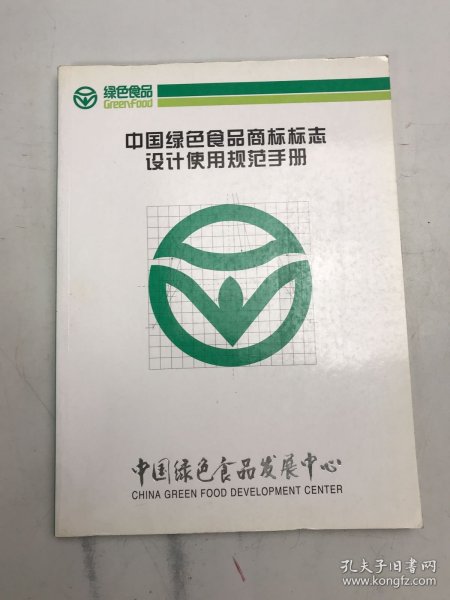 绿色食品
Greenfood
中国绿色食品商标标志
设计使用规范手册
中国绿色食品发展中心
CHINA GREEN FOOD DEVELOPMENT CENTER
孔夫子旧书网
www.kongfz.com